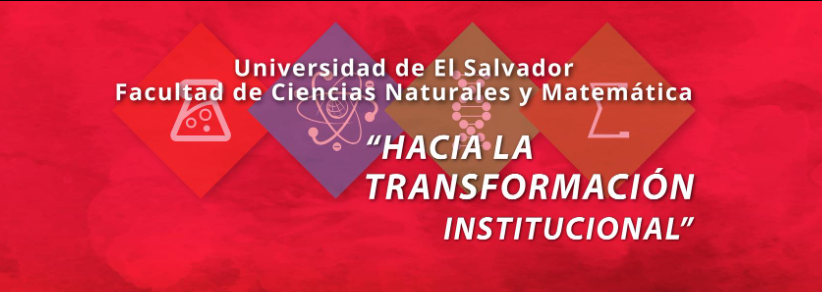 Universidad de El Salvador
Facultad de Ciencias Naturales y Matemática
“HACIA LA
TRANSFORMACIÓN
INSTITUCIONAL”